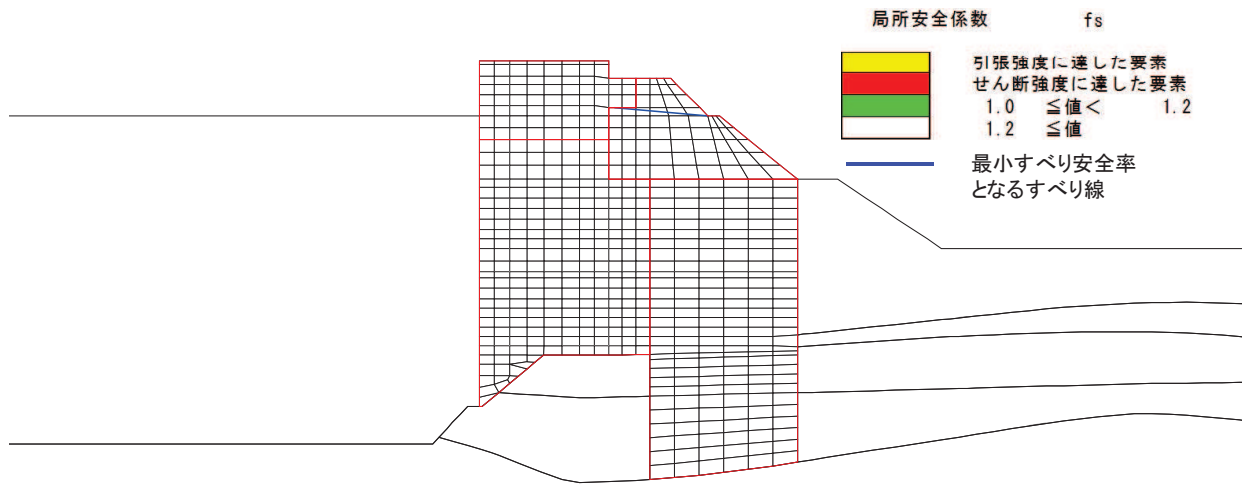 局所安全係数 fs
引張強度に達した要素
せん断強度に達した要素
1.0 ≦値< 1.2
1.2 ≦値
最小すべり安全率
となるすべり線